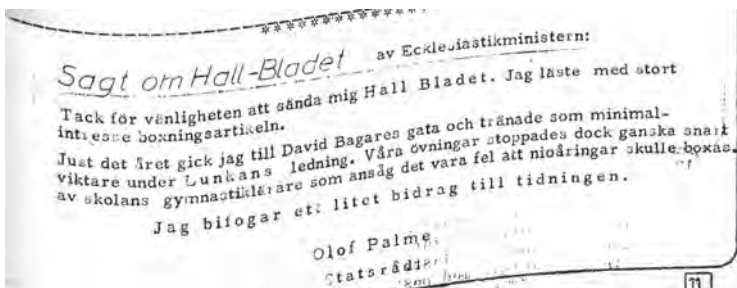 Sagt om Hall-Bladet av Ecklesiastikministern:
Tack för vänligheten att sända mig Hall Bladet. Jag läste med stort
intresse boxningsartikeln.
Just det året gick jag till David Bagares gata och tränade som minimal-
viktare under Lunkans ledning. Våra övningar stoppades dock ganska snart
av skolans gymnastiklärare som ansåg det vara fel att nioåringar skulle boxas.
Jag bifogar ett litet bidrag till tidningen.
Olof Palme
Statsråd
11